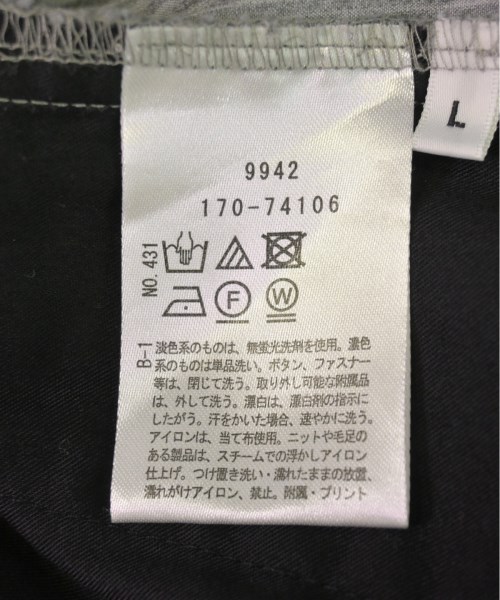 9942
170-74106
NO. 431
F
W
B-1
淡色系のものは、無蛍光洗剤を使用。濃色
系のものは単品洗い。ボタン、ファスナー
等は、閉じて洗う。取り外し可能な附属品
は、外して洗う。漂白は、漂白剤の指示に
したがう。汗をかいた場合、速やかに洗う。
アイロンは、当て布使用。ニットや毛足の
ある製品は、スチームでの浮かしアイロン
仕上げ。つけ置き洗い・濡れたままの放置、
濡れがけアイロン、禁止。附属・プリント
L